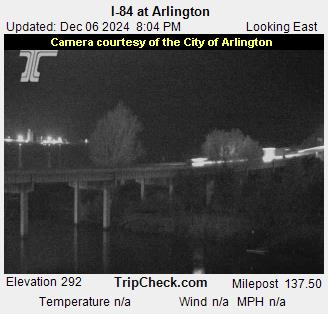 I-84 at Arlington
Updated: Dec 06 2024 8:04 PM Looking East
Camera courtesy of the City of Arlington
Elevation 292 TripCheck.com Milepost 137.50
Temperature n/a Wind n/a MPH n/a